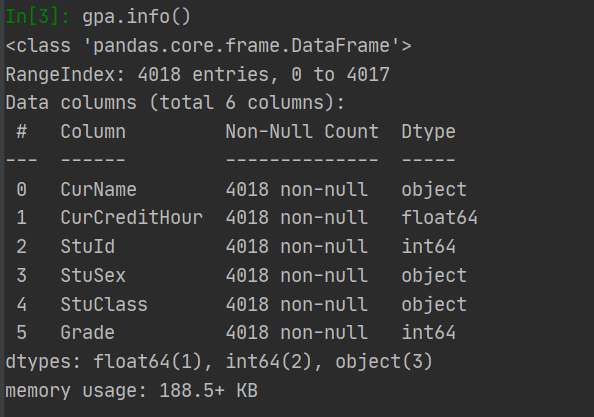 In[3]: gpa.info()
<class 'pandas.core.frame.DataFrame'>
RangeIndex: 4018 entries, 0 to 4017
Data columns (total 6 columns):
 #   Column         Non-Null Count  Dtype
---  ------         --------------  -----
 0   CurName        4018 non-null   object
 1   CurCreditHour  4018 non-null   float64
 2   StuId          4018 non-null   int64
 3   StuSex         4018 non-null   object
 4   StuClass       4018 non-null   object
 5   Grade          4018 non-null   int64
dtypes: float64(1), int64(2), object(3)
memory usage: 188.5+ KB